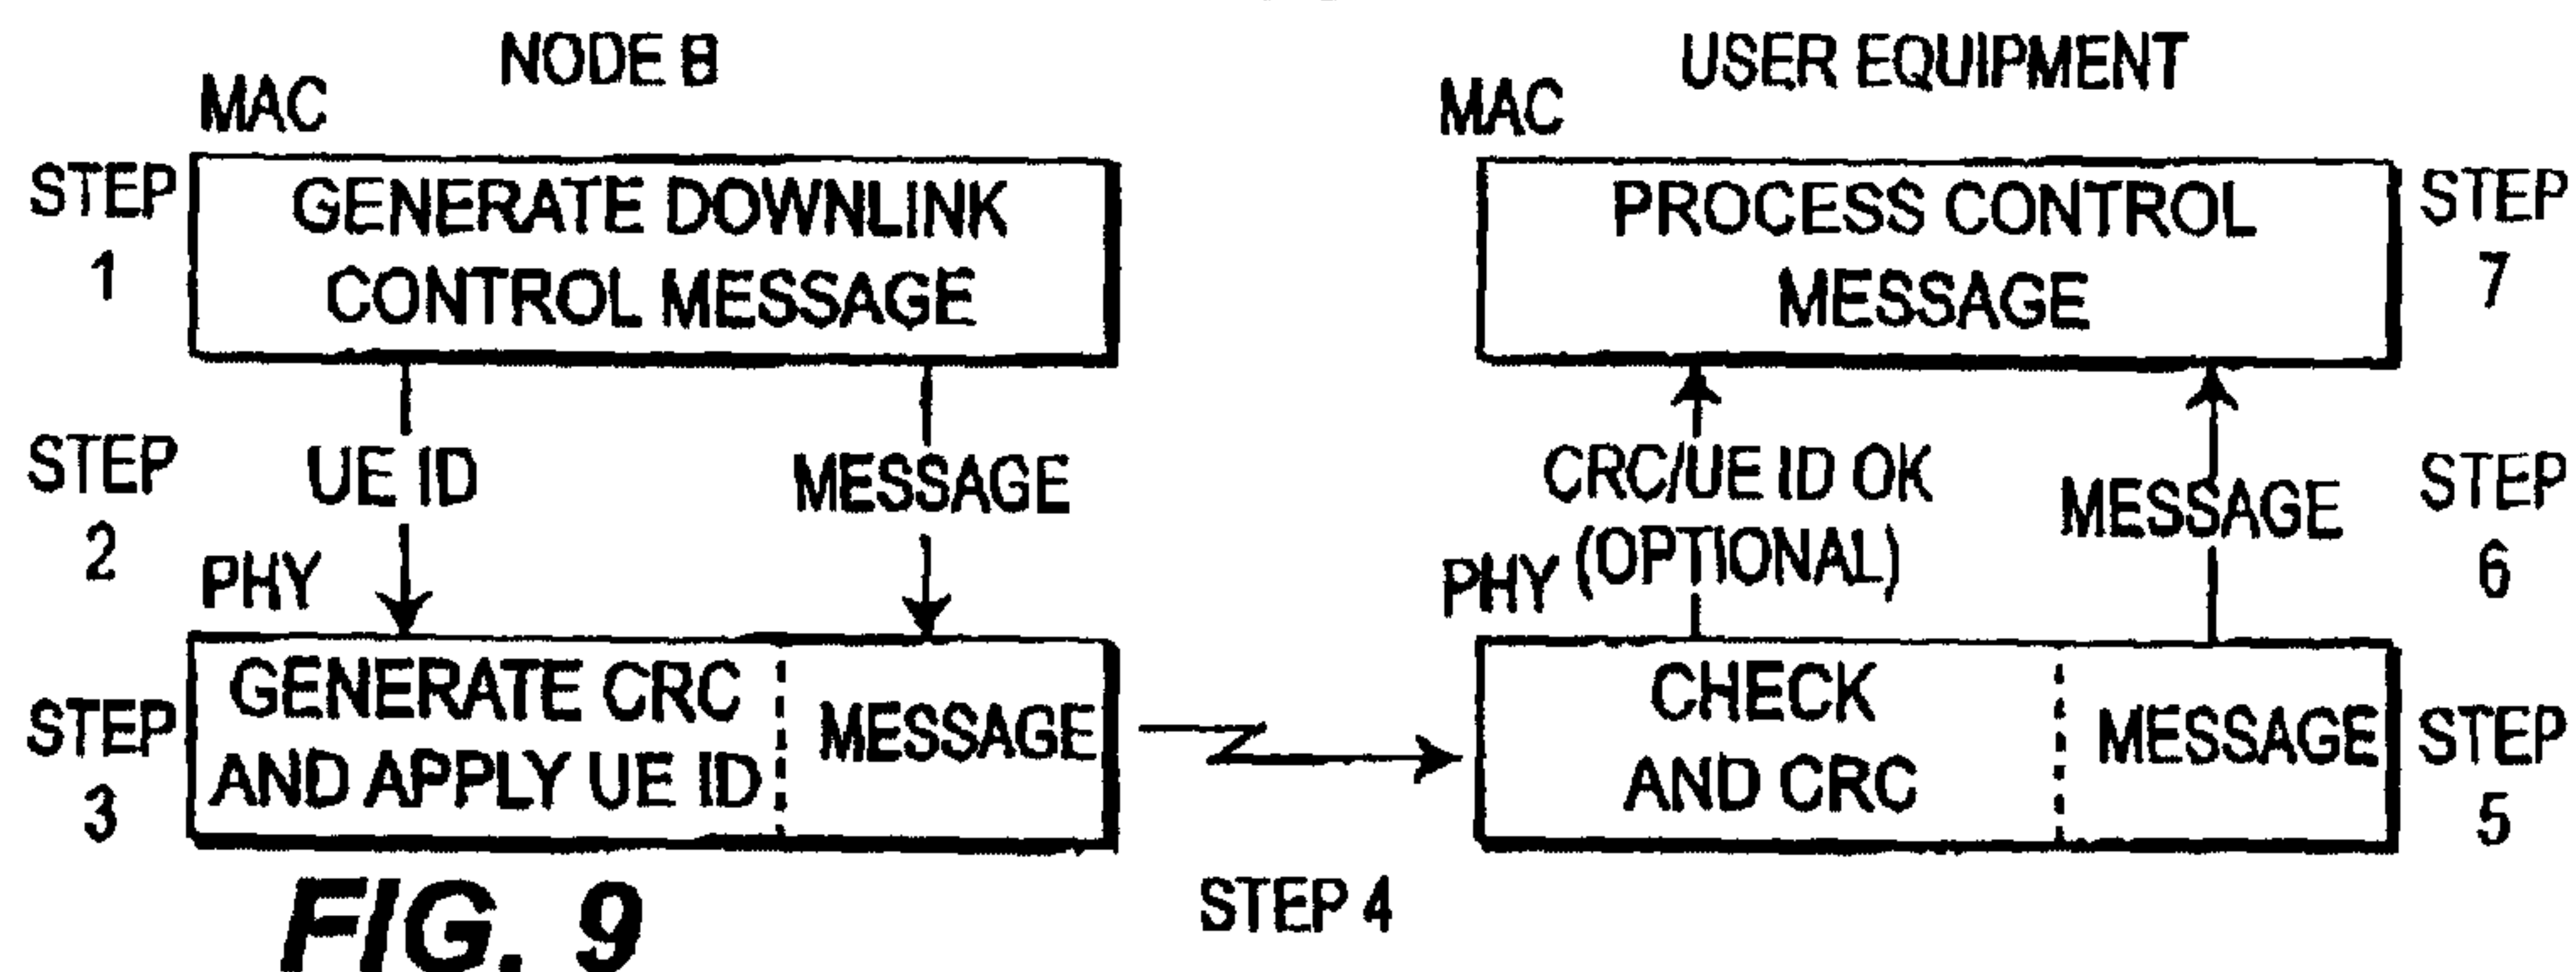 NODE B
MAC
STEP
1
GENERATE DOWNLINK
CONTROL MESSAGE
STEP
2
UE ID
MESSAGE
PHY
STEP
3
GENERATE CRC
AND APPLY UE ID
MESSAGE
STEP 4
USER EQUIPMENT
MAC
PROCESS CONTROL
MESSAGE
STEP
7
CRC/UE ID OK
(OPTIONAL)
MESSAGE
STEP
6
PHY
CHECK
AND CRC
MESSAGE
STEP
5
FIG. 9